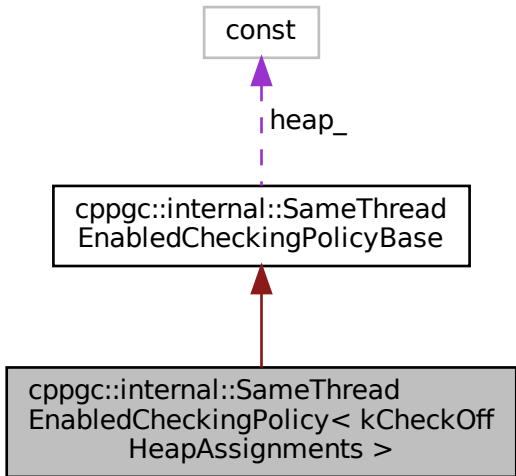 const
heap_
cppgc::internal::SameThread
EnabledCheckingPolicyBase
cppgc::internal::SameThread
EnabledCheckingPolicy< kCheckOff
HeapAssignments >